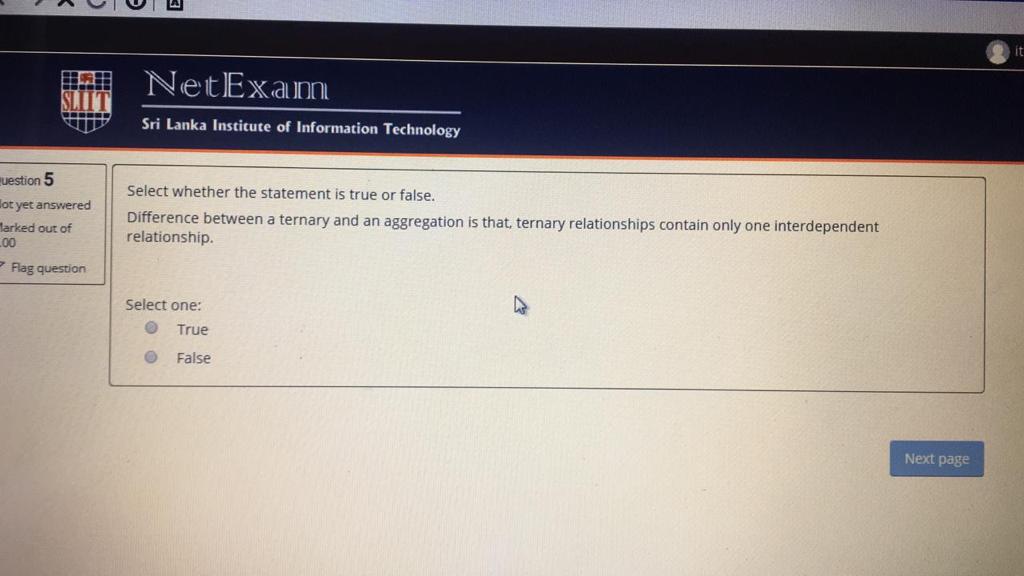 it
SLIIT
NetExam
Sri Lanka Institute of Information Technology
uestion 5
ot yet answered
arked out of
.00
Flag question
Select whether the statement is true or false.
Difference between a ternary and an aggregation is that, ternary relationships contain only one interdependent
relationship.
Select one:
True
False
Next page